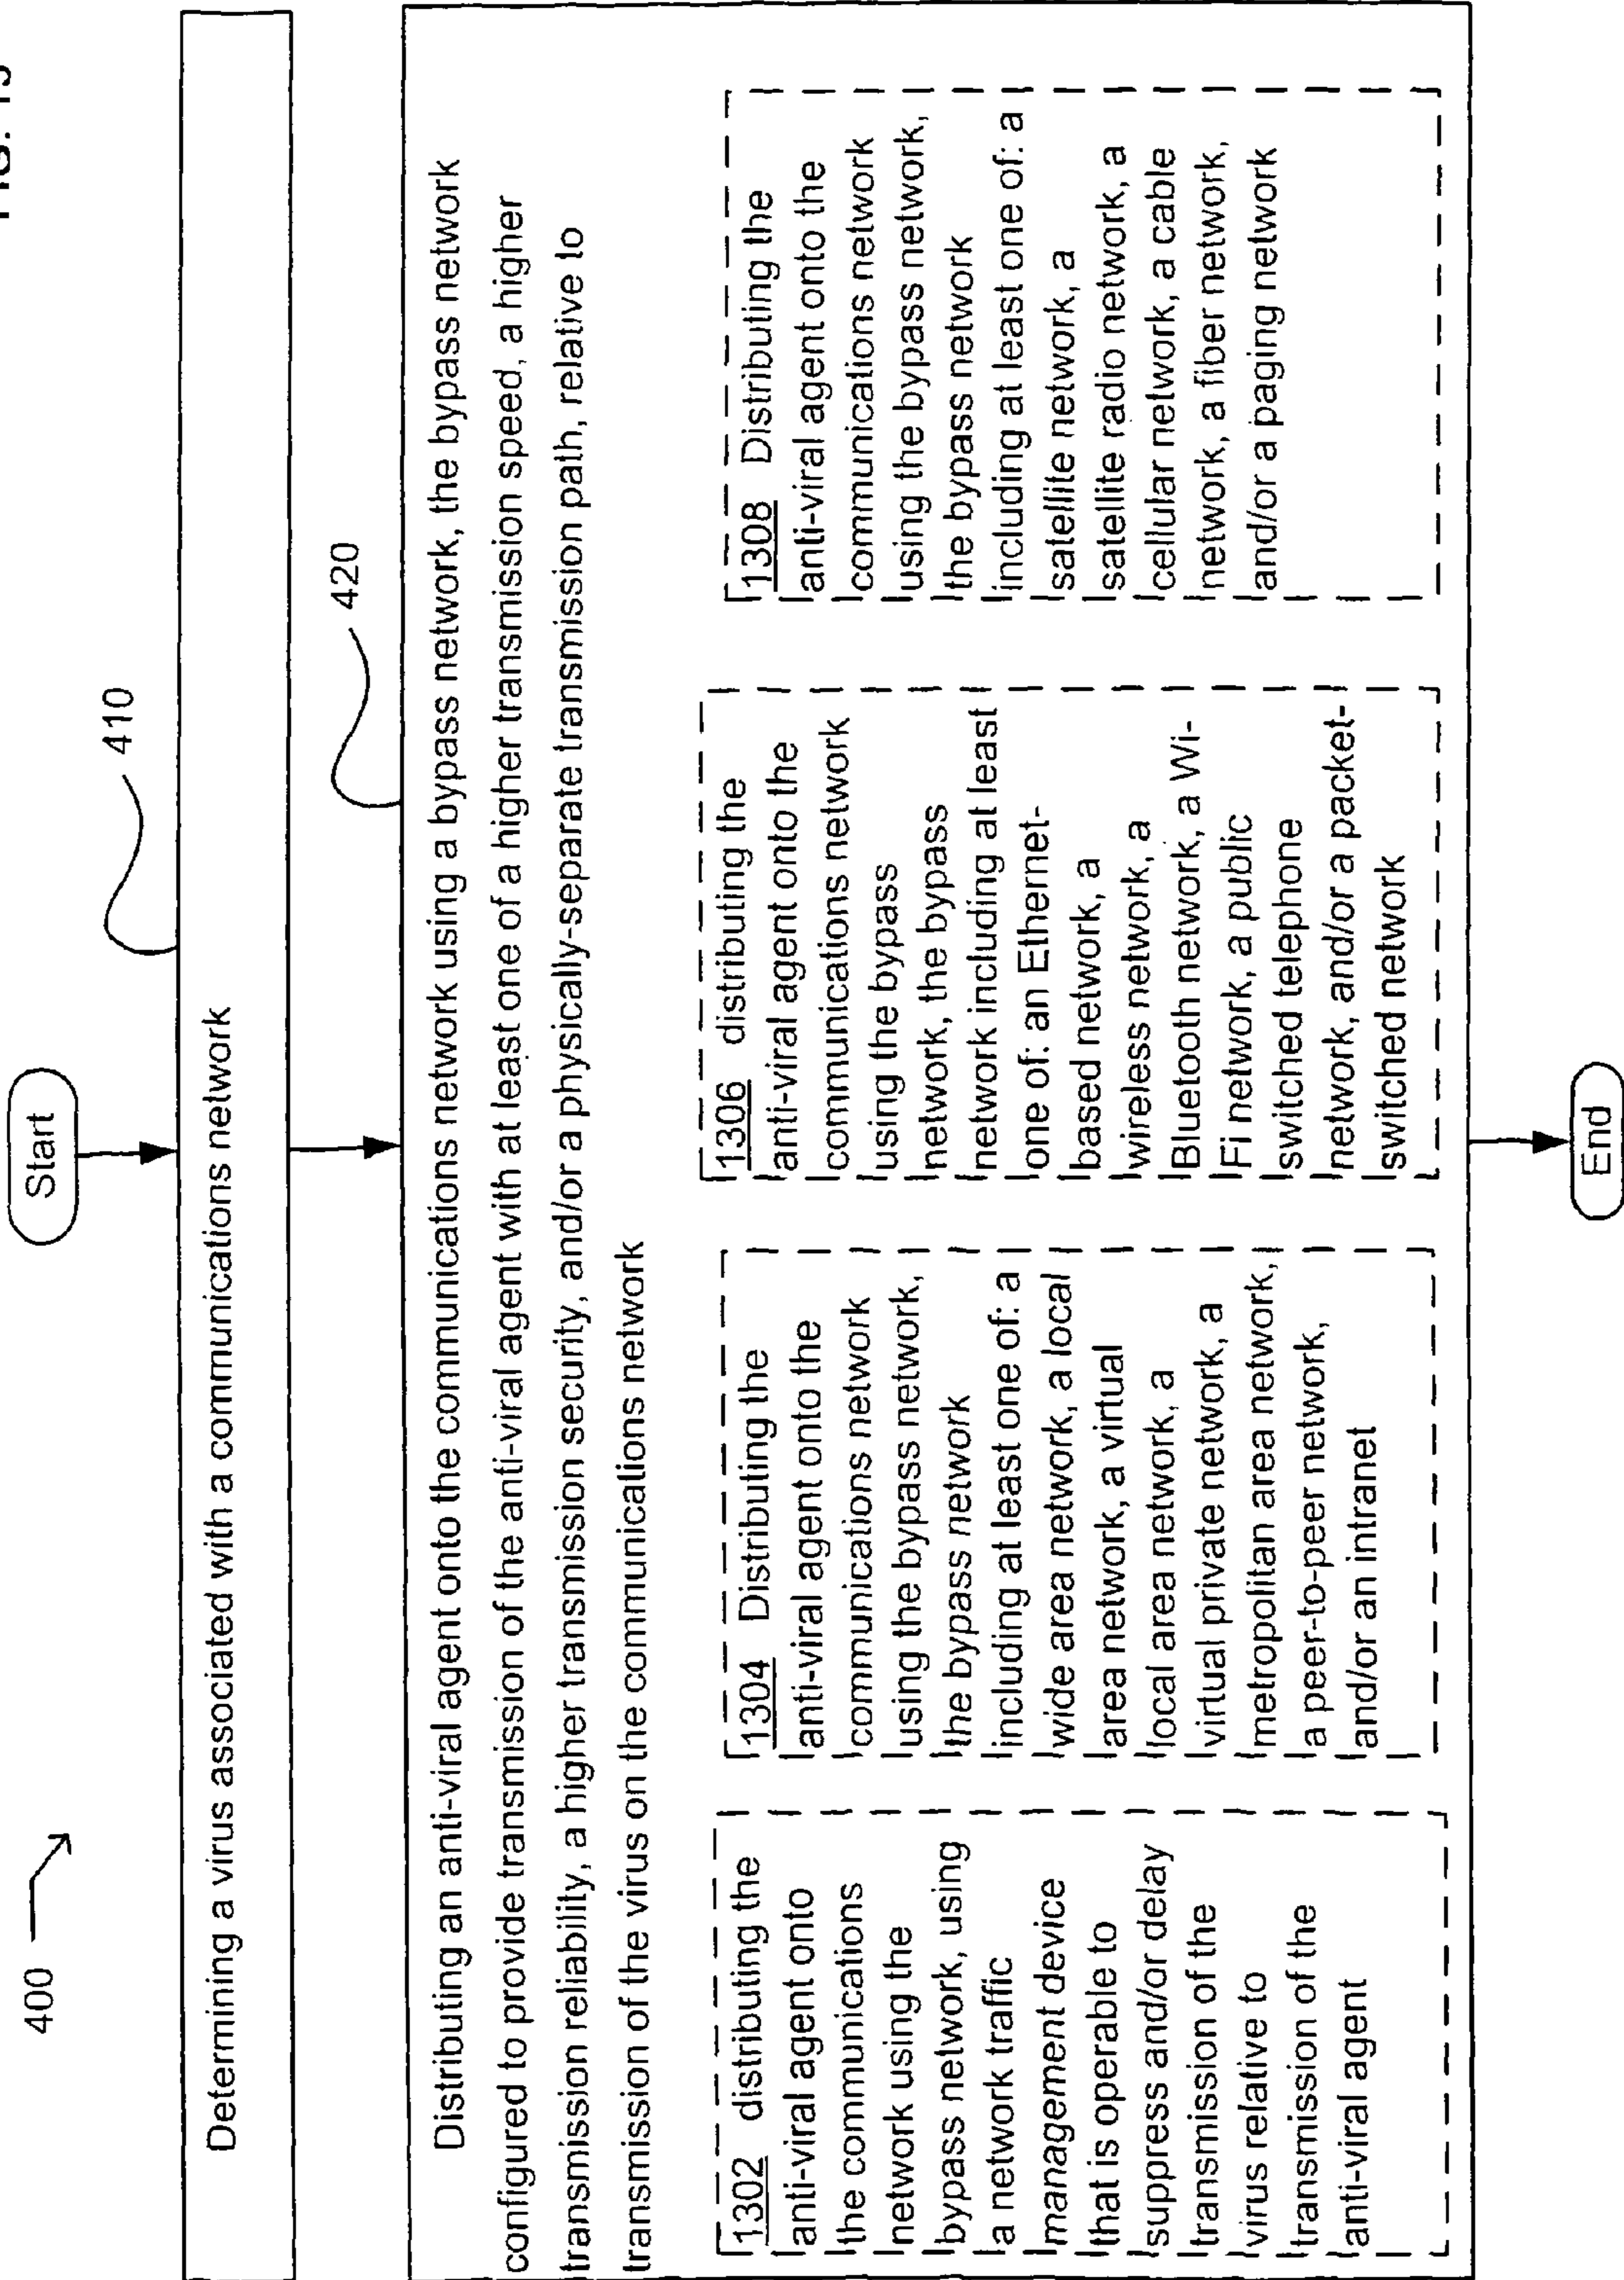 400
Start
410
Determining a virus associated with a communications network
420
Distributing an anti-viral agent onto the communications network using a bypass network, the bypass network
configured to provide transmission of the anti-viral agent with at least one of a higher transmission speed, a higher
transmission reliability, a higher transmission security, and/or a physically-separate transmission path, relative to
transmission of the virus on the communications network
1302 distributing the
anti-viral agent onto
the communications
network using the
bypass network, using
a network traffic
management device
that is operable to
suppress and/or delay
transmission of the
virus relative to
transmission of the
anti-viral agent
1304 Distributing the
anti-viral agent onto the
communications network
using the bypass network,
the bypass network
including at least one of: a
wide area network, a local
area network, a virtual
local area network, a
virtual private network, a
metropolitan area network,
a peer-to-peer network,
and/or an intranet
1306 distributing the
anti-viral agent onto the
communications network
using the bypass
network, the bypass
network including at least
one of: an Ethernet-
based network, a
wireless network, a
Bluetooth network, a Wi-
Fi network, a public
switched telephone
network, and/or a packet-
switched network
1308 Distributing the
anti-viral agent onto the
communications network
using the bypass network,
the bypass network
including at least one of: a
satellite network, a
satellite radio network, a
cellular network, a cable
network, a fiber network,
and/or a paging network
End